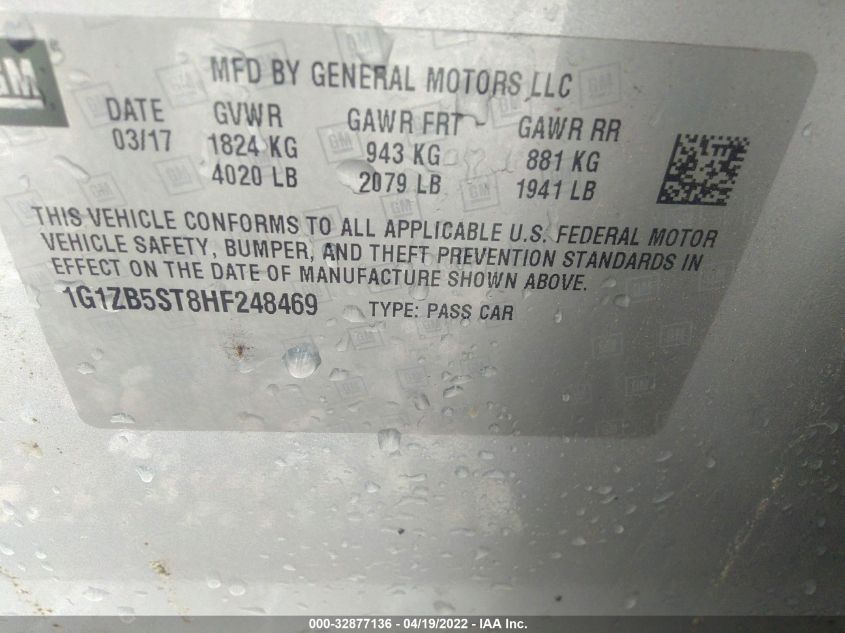 GM
MFD BY GENERAL MOTORS LLC
DATE GVWR GAWR FRT GAWR RR
03/17 1824 KG 943 KG 881 KG
4020 LB 2079 LB 1941 LB
THIS VEHICLE CONFORMS TO ALL APPLICABLE U.S. FEDERAL MOTOR
VEHICLE SAFETY, BUMPER, AND THEFT PREVENTION STANDARDS IN
EFFECT ON THE DATE OF MANUFACTURE SHOWN ABOVE.
1G1ZB5ST8HF248469 TYPE: PASS CAR
000-32877136 - 04/19/2022 - IAA Inc.